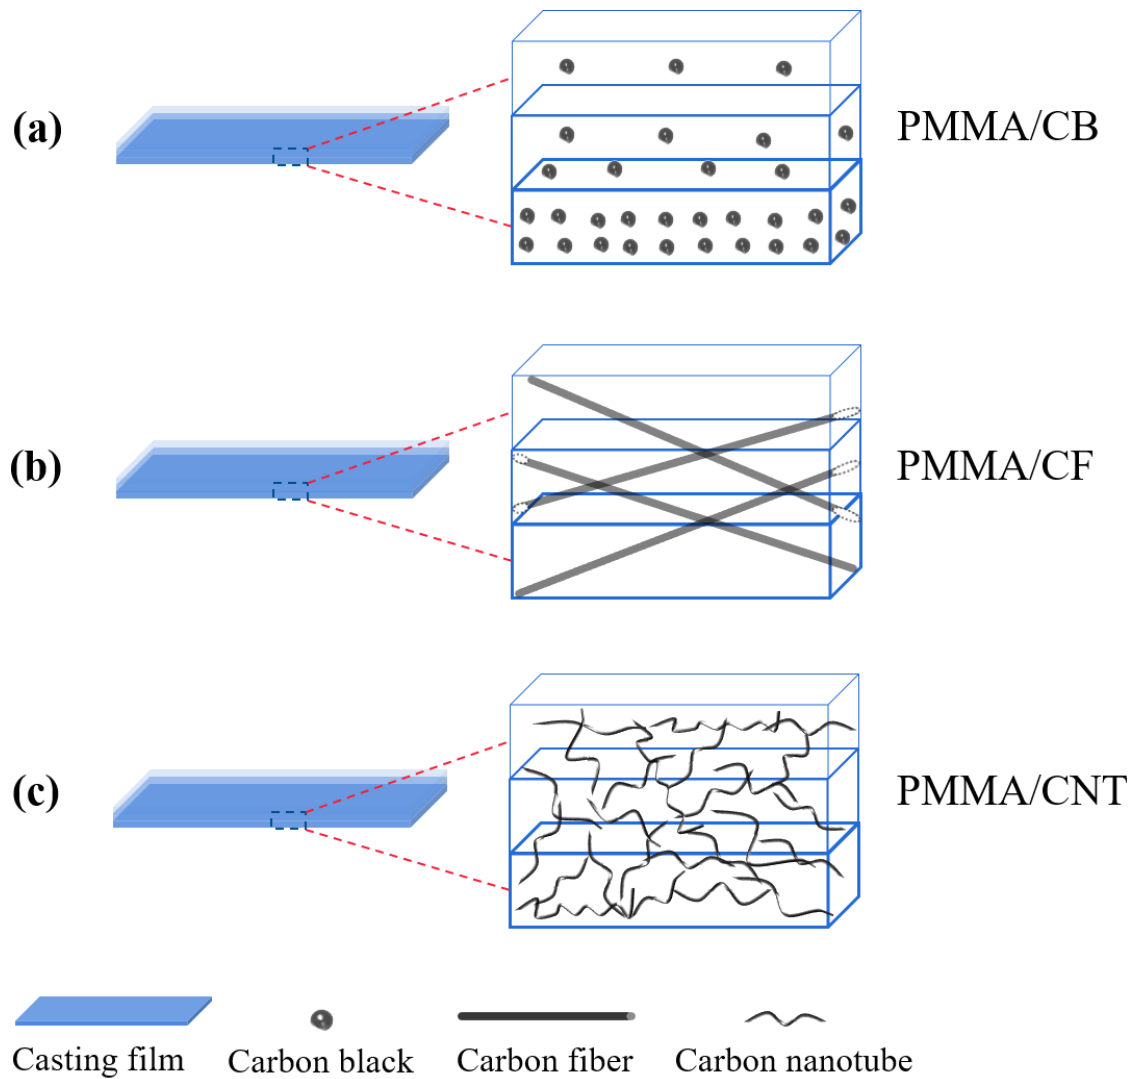 (a)
PMMA/CB
(b)
PMMA/CF
(c)
PMMA/CNT
Casting film
Carbon black
Carbon fiber
Carbon nanotube